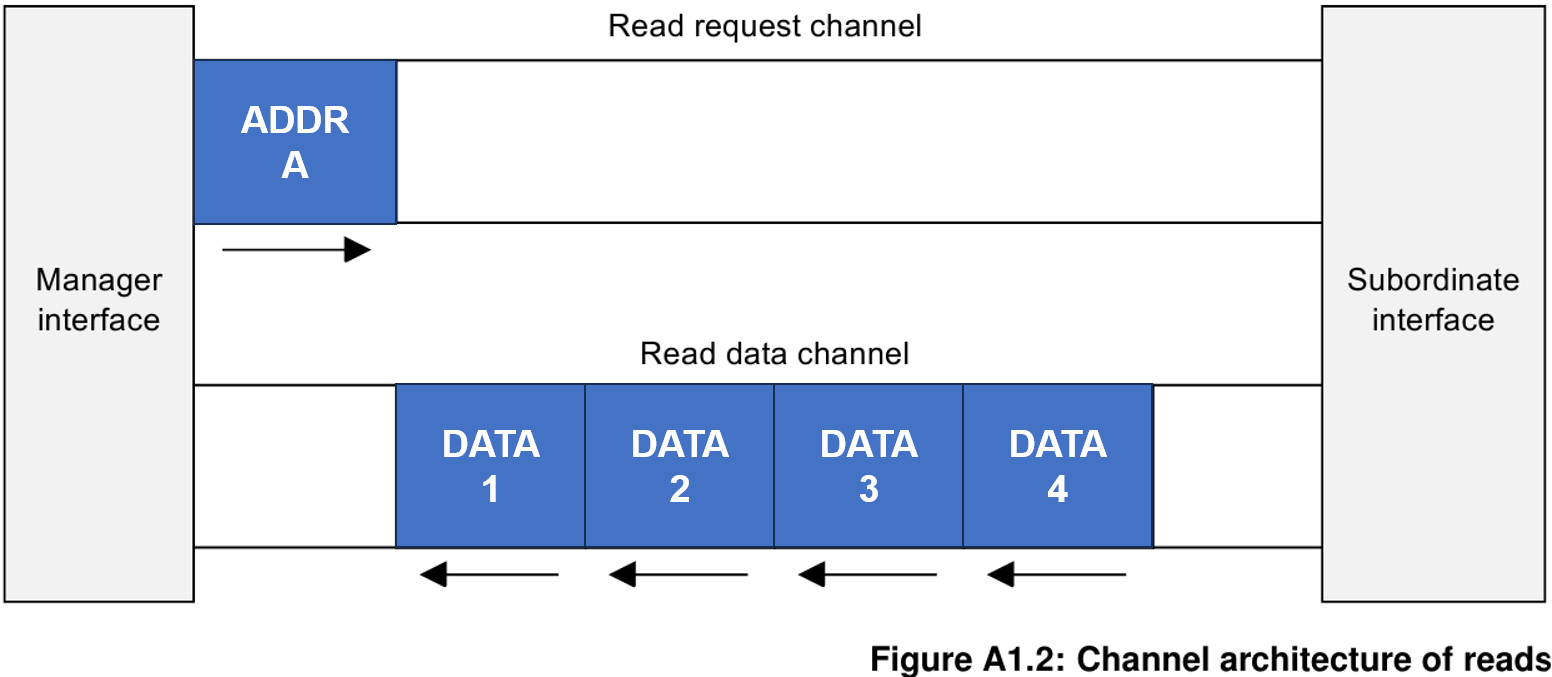 Read request channel
ADDR
A
Manager
interface
Subordinate
interface
Read data channel
DATA
1
DATA
2
DATA
3
DATA
4
Figure A1.2: Channel architecture of reads